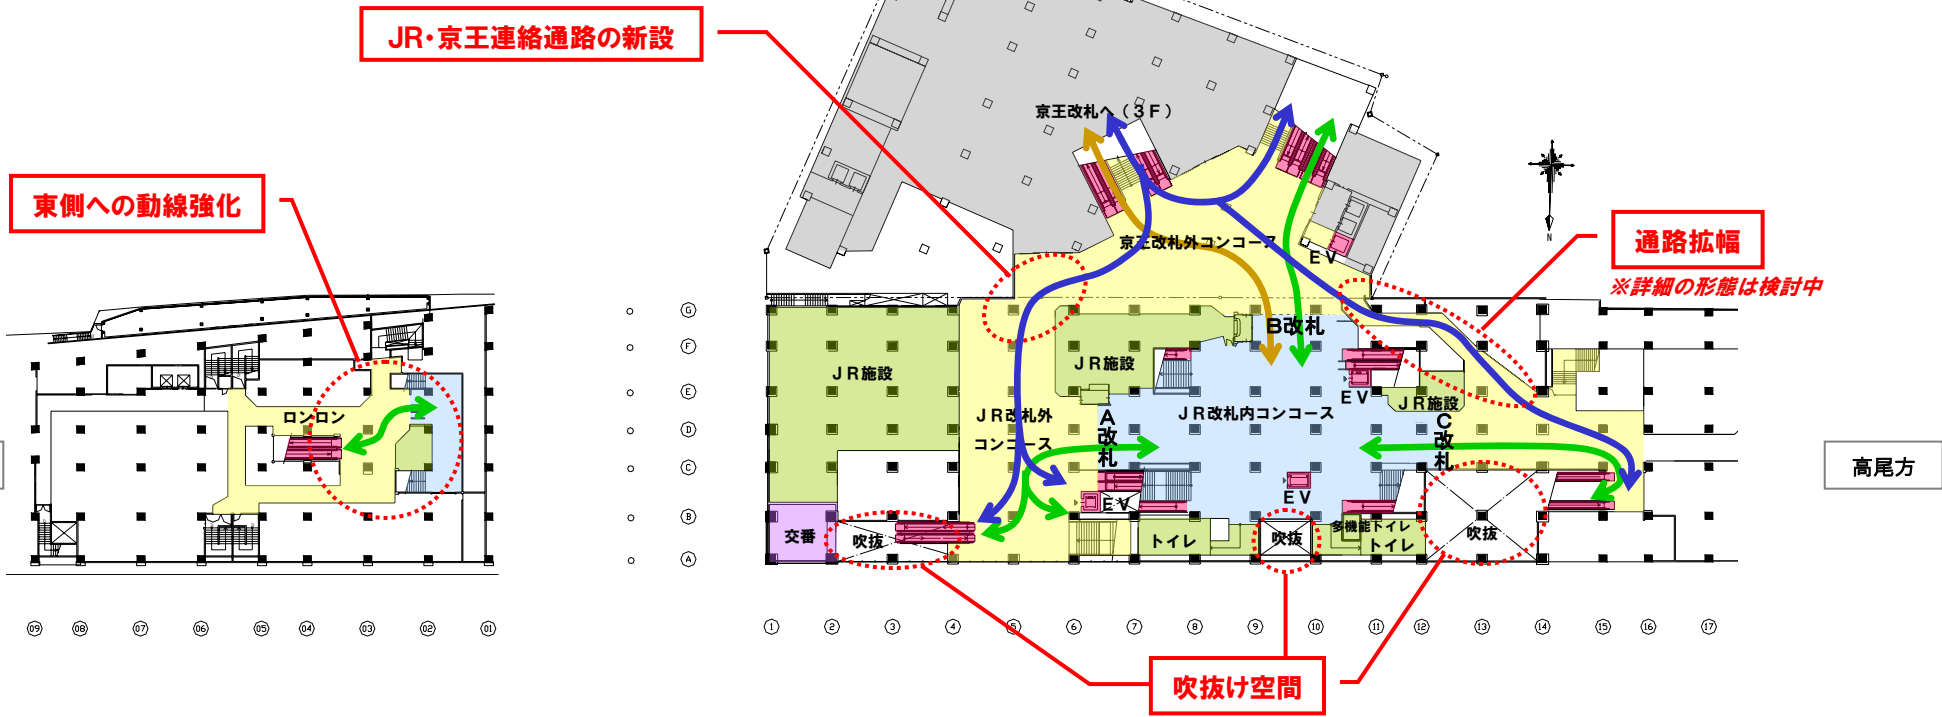 JR・京王連絡通路の新設
東側への動線強化
通路拡幅
※詳細の形態は検討中
京王改札へ（３Ｆ）
京王改札外コンコース
ＥＶ
B改札
ＪＲ施設
ＪＲ施設
ＪＲ改札外
コンコース
A改札
ＪＲ改札内コンコース
ＥＶ
ＪＲ施設
C改札
ロンロン
ＥＶ
ＥＶ
交番
吹抜
トイレ
吹抜
多機能トイレ
トイレ
吹抜
高尾方
N
G
F
E
D
C
B
A
09 08 07 06 05 04 03 02 01
1 2 3 4 5 6 7 8 9 10 11 12 13 14 15 16 17
吹抜け空間